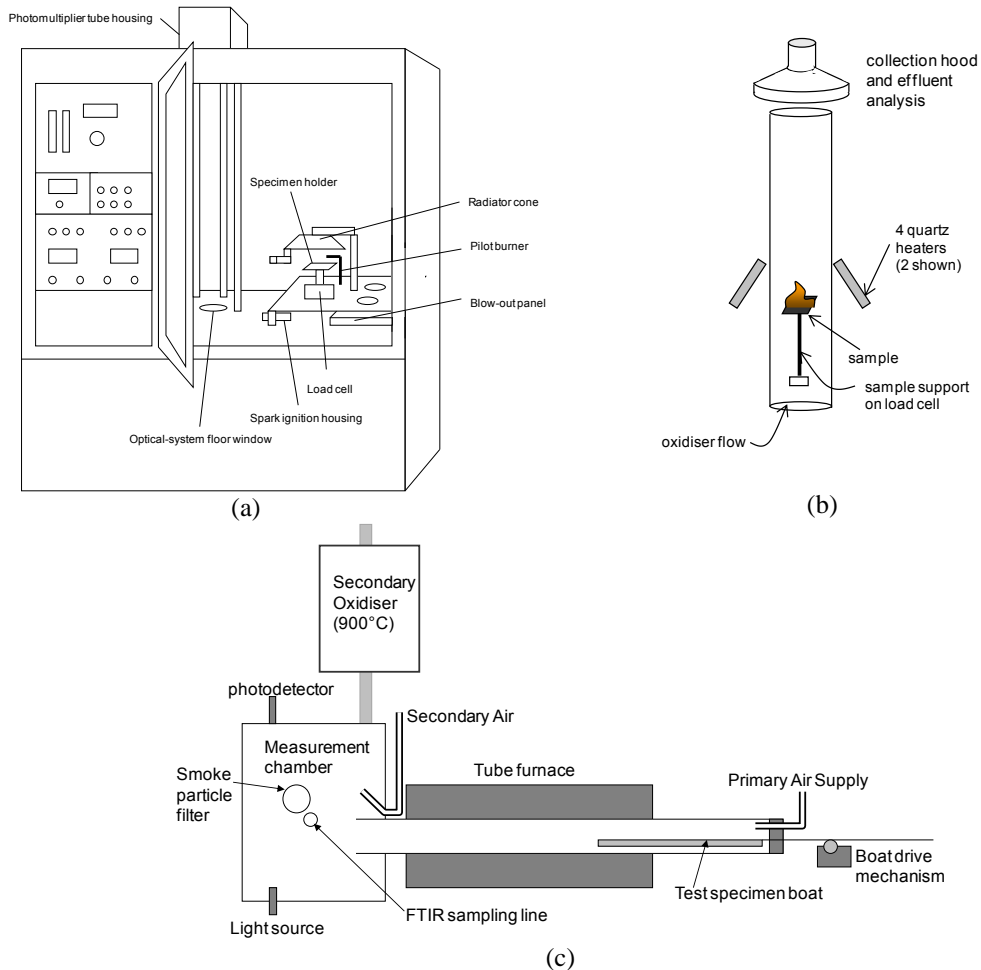 Photomultiplier tube housing
Specimen holder
Radiator cone
Pilot burner
Blow-out panel
Load cell
Spark ignition housing
Optical-system floor window
(a)
collection hood
and effluent
analysis
4 quartz
heaters
(2 shown)
sample
sample support
on load cell
oxidiser flow
(b)
Secondary
Oxidiser
(900°C)
photodetector
Secondary Air
Measurement
chamber
Tube furnace
Primary Air Supply
Smoke
particle
filter
Boat drive
mechanism
Test specimen boat
FTIR sampling line
Light source
(c)